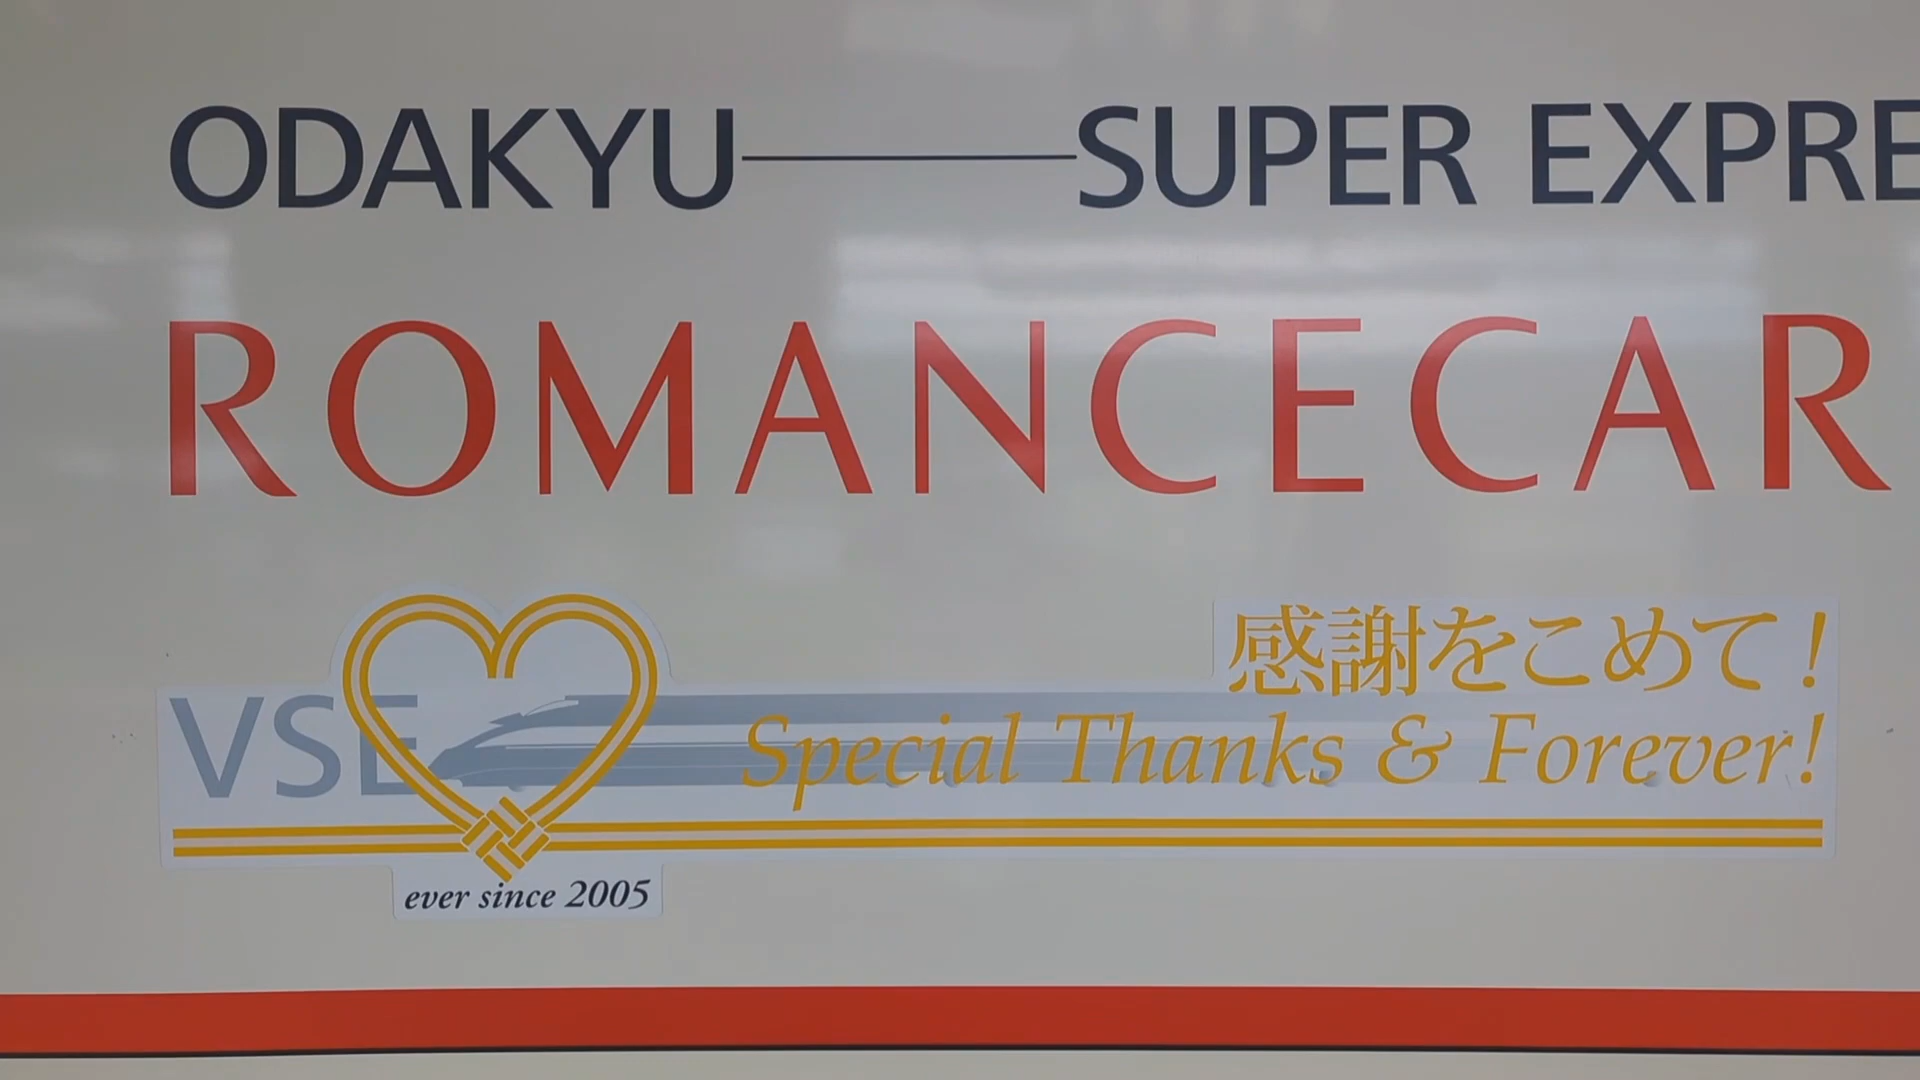 ODAKYU SUPER EXPRE
ROMANCECAR
感謝をこめて!
VSE Special Thanks & Forever!
ever since 2005